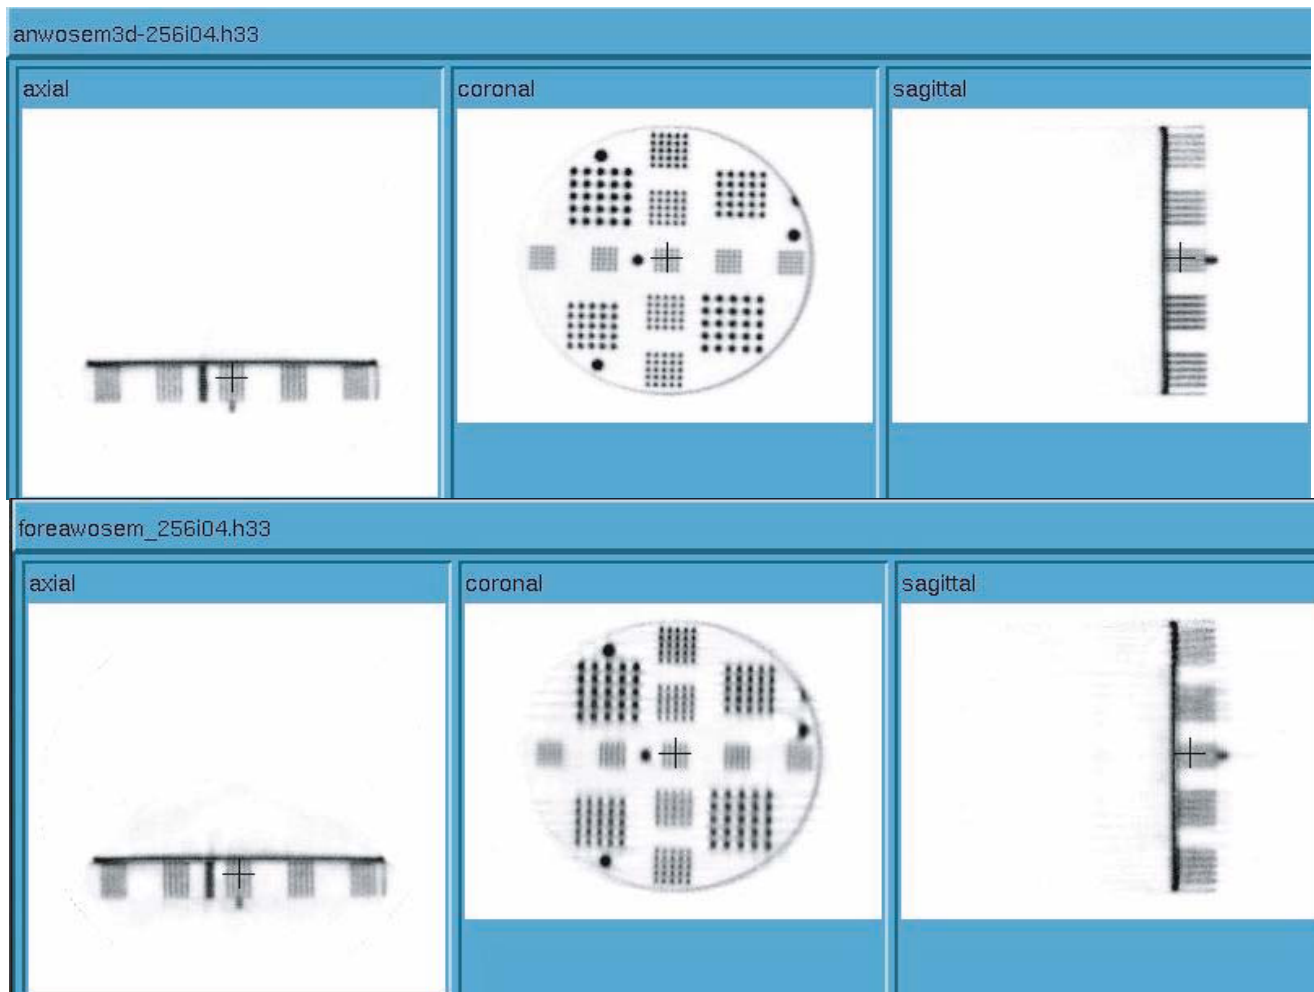 anwosem3d-256i04.h33
axial
coronal
sagittal
foreawosem_256i04.h33
axial
coronal
sagittal